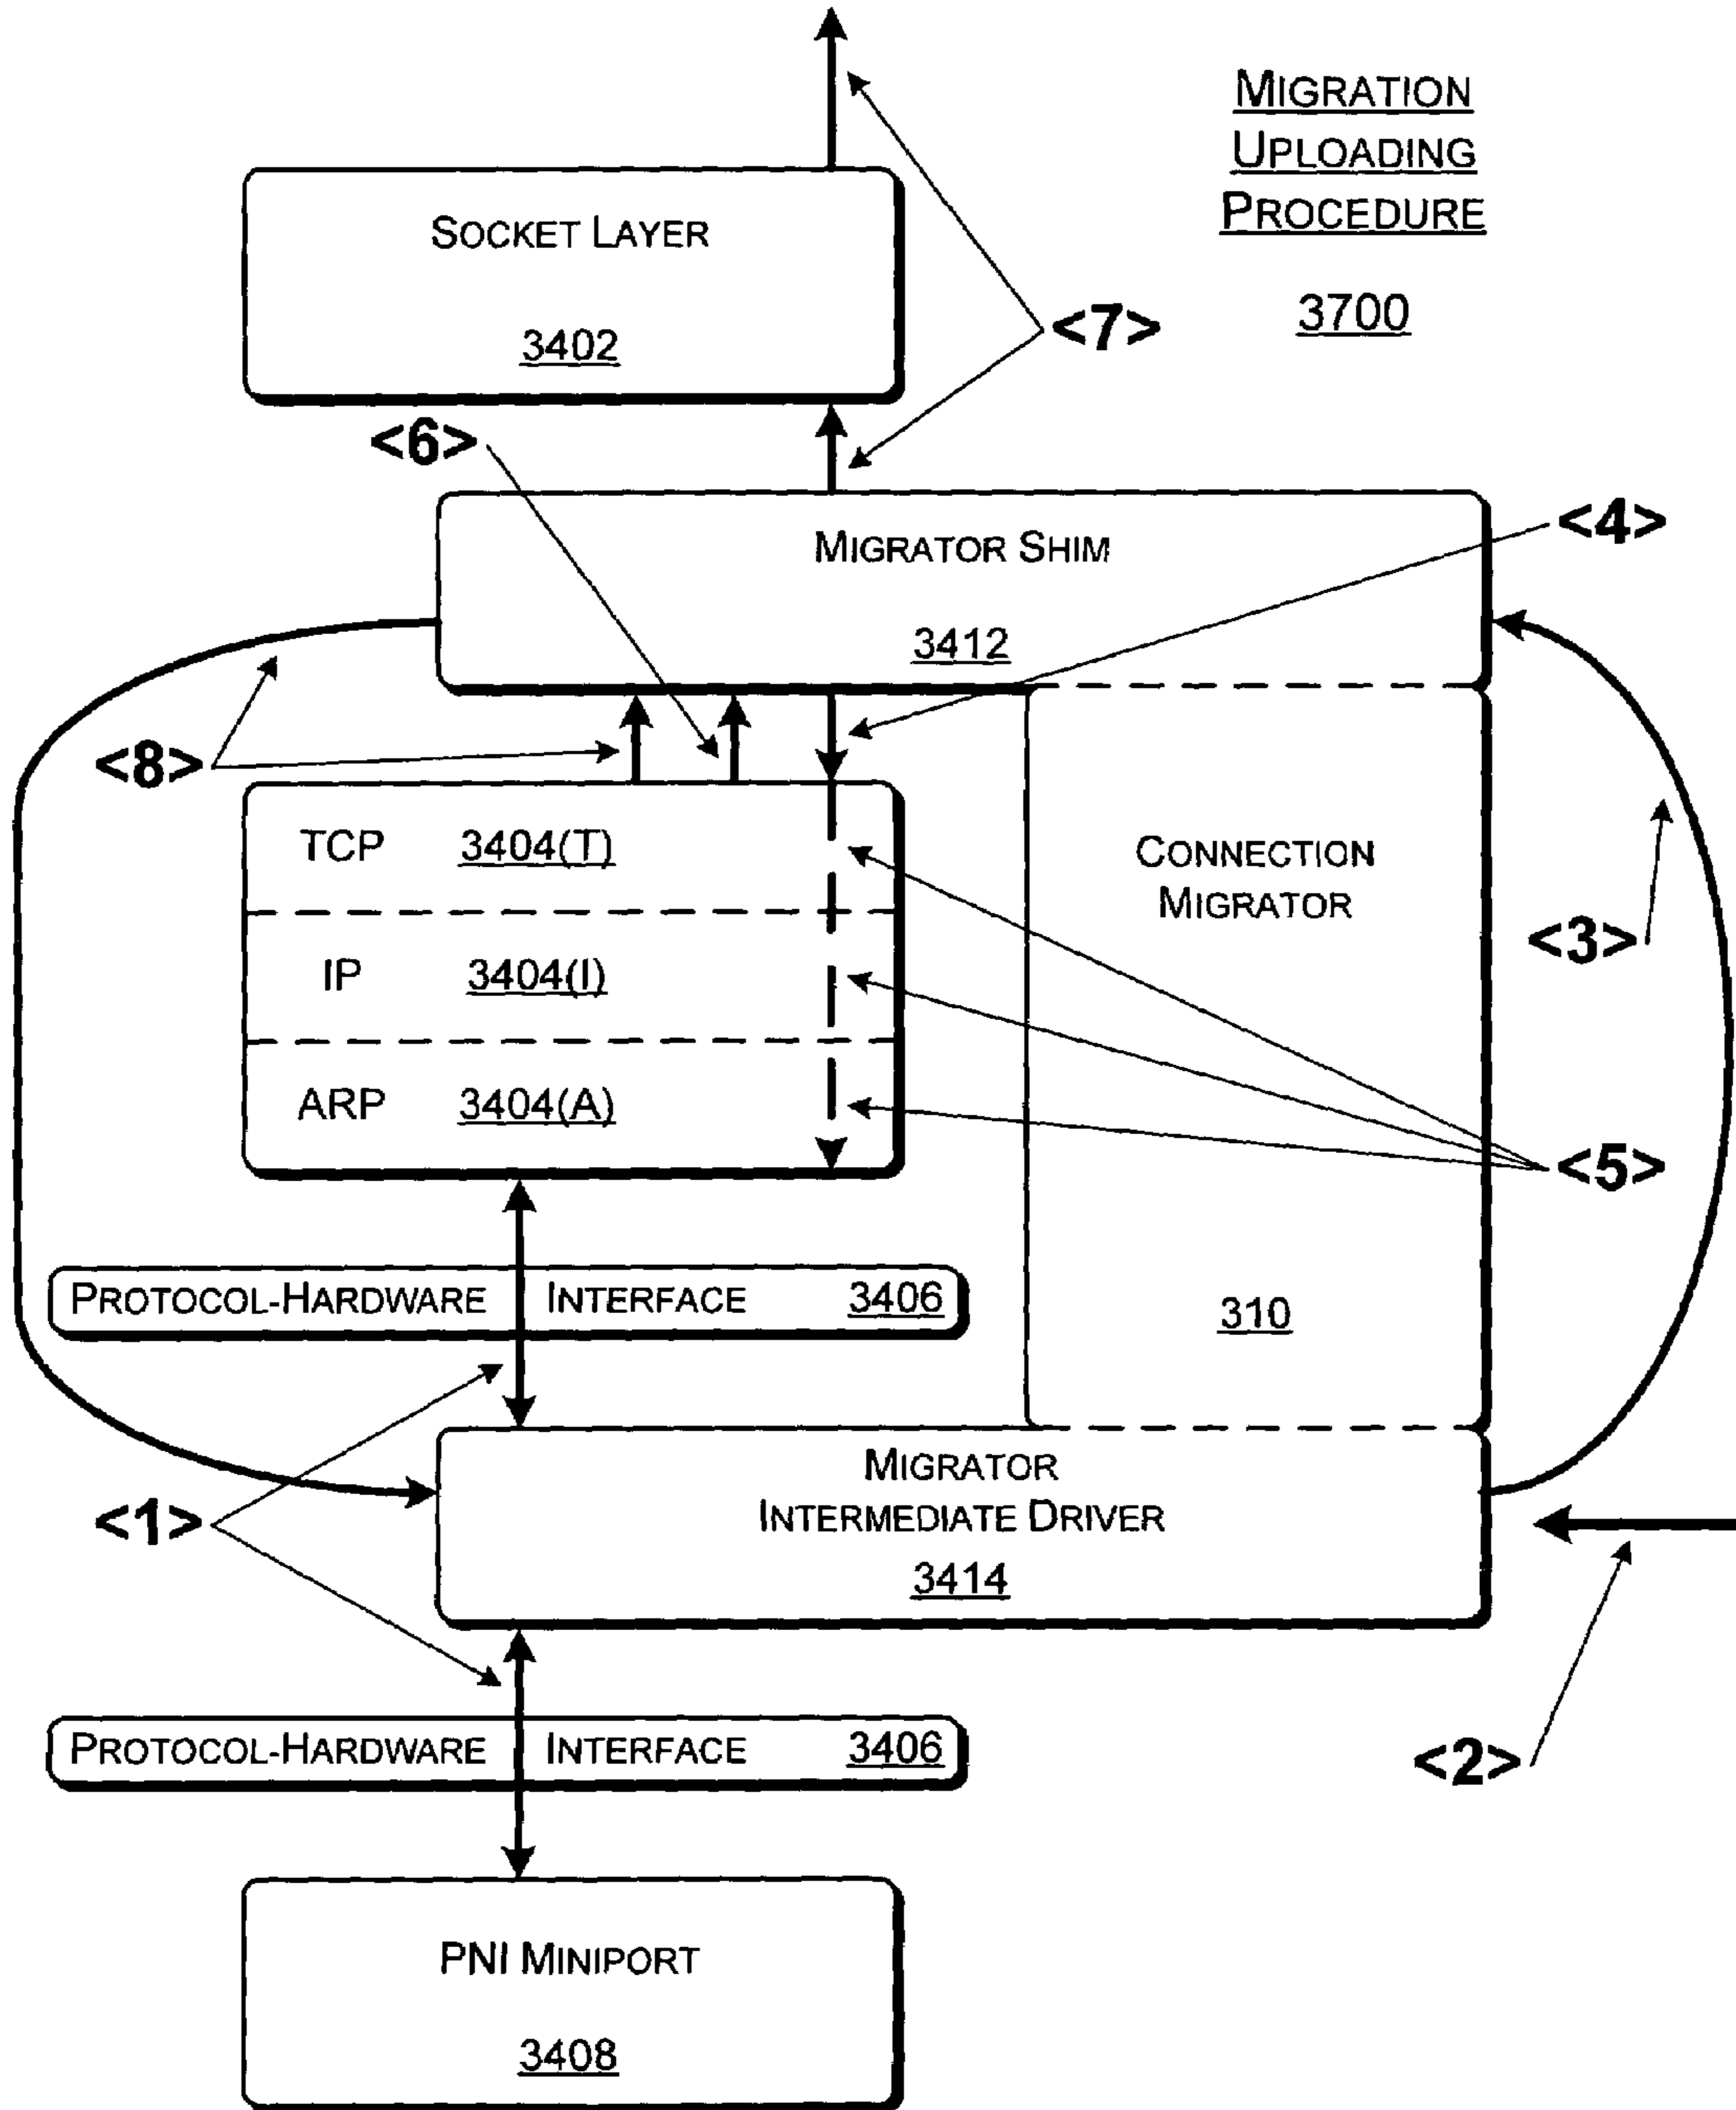 MIGRATION
UPLOADING
PROCEDURE
3700
SOCKET LAYER
3402
<7>
<6>
<4>
MIGRATOR SHIM
3412
<8>
TCP 3404(T)
IP 3404(I)
ARP 3404(A)
CONNECTION
MIGRATOR
310
<3>
<5>
PROTOCOL-HARDWARE INTERFACE 3406
<1>
MIGRATOR
INTERMEDIATE DRIVER
3414
<2>
PROTOCOL-HARDWARE INTERFACE 3406
PNI MINIPORT
3408